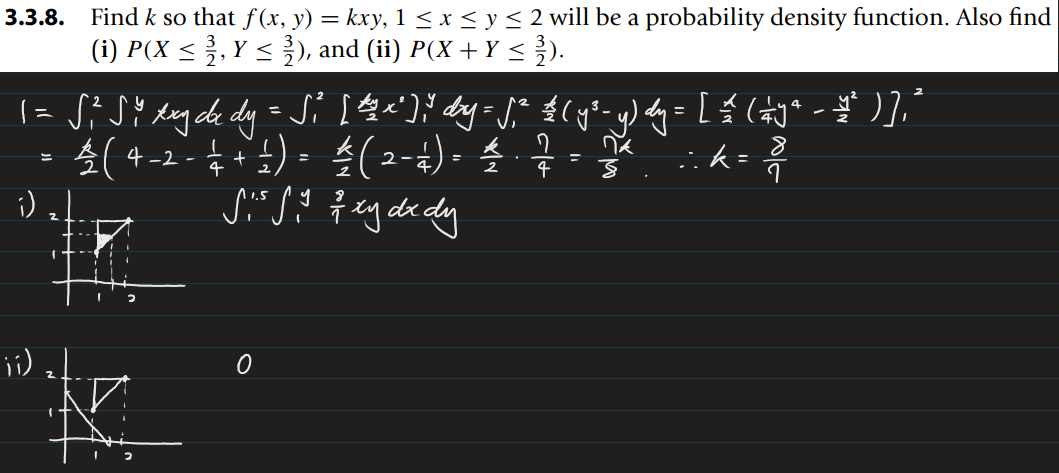 3.3.8. Find k so that f(x, y) = kxy, 1 ≤ x ≤ y ≤ 2 will be a probability density function. Also find
(i) P(X ≤ 3/2, Y ≤ 3/2), and (ii) P(X + Y ≤ 3/2).
1 = ∫₁² ∫₁ʸ kxy dx dy = ∫₁² [ky/2 x²]₁ʸ dy = ∫₁² k/2 (y³ - y) dy = [k/2 (1/4 y⁴ - y²/2)]₁²
= k/2 (4 - 2 - 1/4 + 1/2) = k/2 (2 - 1/4) = k/2 · 7/4 = 7k/8 . ∴ k = 8/7
i) ∫₁^1.5 ∫₁ʸ 8/7 xy dx dy
2
1
1 2
ii) 0
2
1
1 2